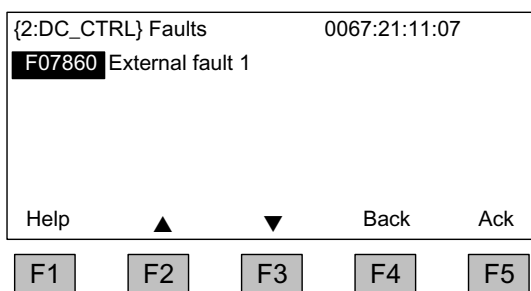 {2:DC_CTRL} Faults 0067:21:11:07
F07860 External fault 1
Help ▲ ▼ Back Ack
F1 F2 F3 F4 F5